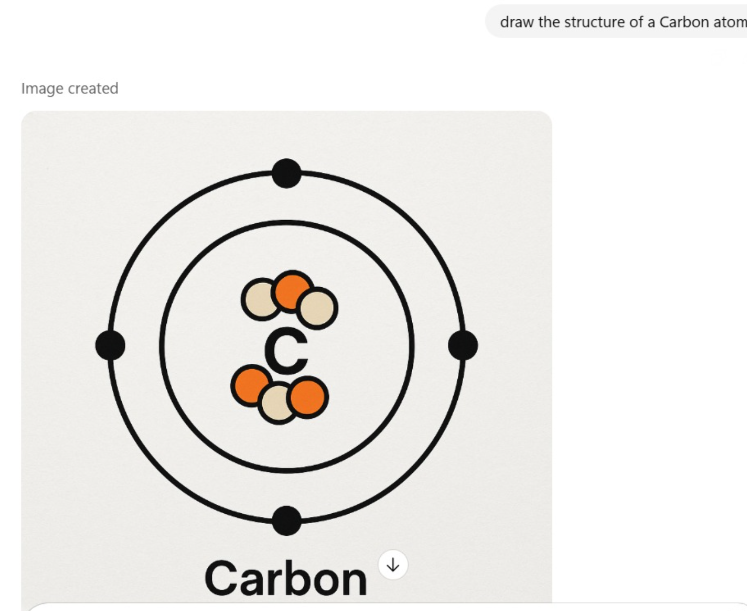 draw the structure of a Carbon atom
Image created
C
Carbon